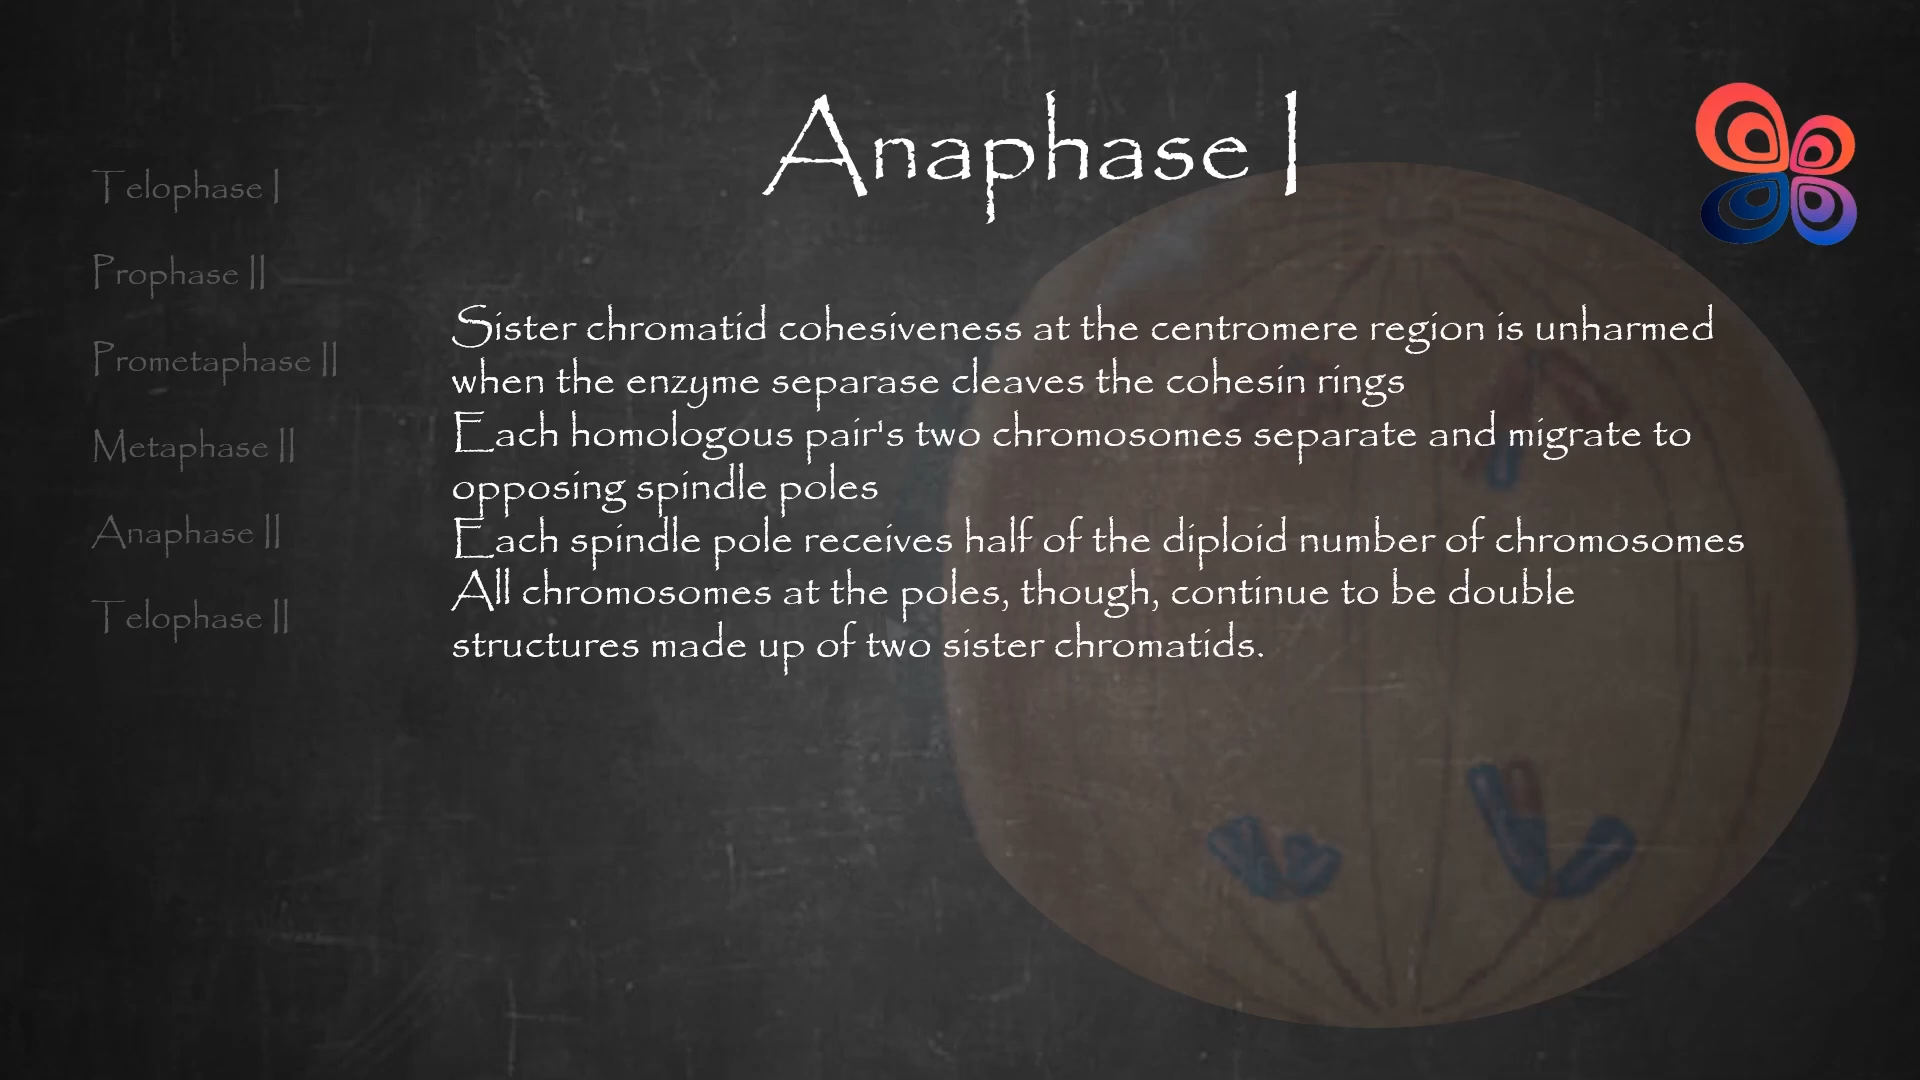 Anaphase I
Telophase I
Prophase II
Prometaphase II
Metaphase II
Anaphase II
Telophase II
Sister chromatid cohesiveness at the centromere region is unharmed
when the enzyme separase cleaves the cohesin rings
Each homologous pair's two chromosomes separate and migrate to
opposing spindle poles
Each spindle pole receives half of the diploid number of chromosomes
All chromosomes at the poles, though, continue to be double
structures made up of two sister chromatids.